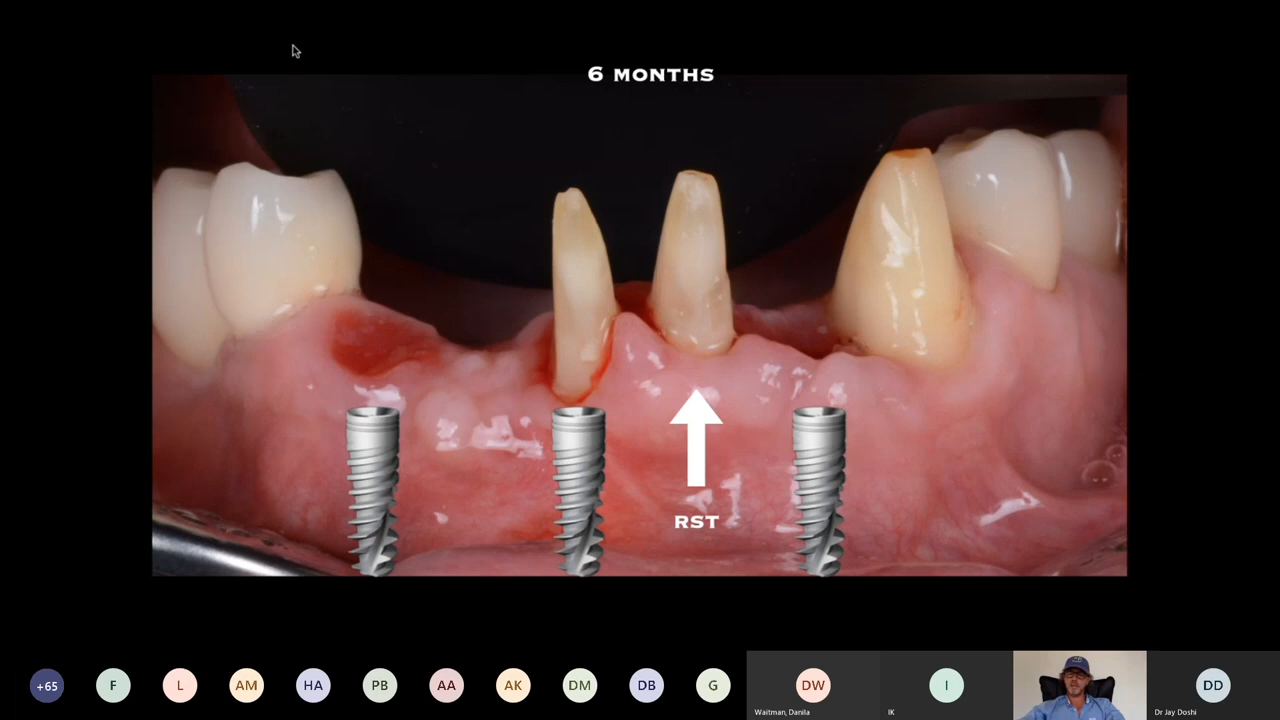 6 MONTHS
RST
+65
F
L
AM
HA
PB
AA
AK
DM
DB
G
DW
Waitman, Danila
I
IK
DD
Dr Jay Doshi